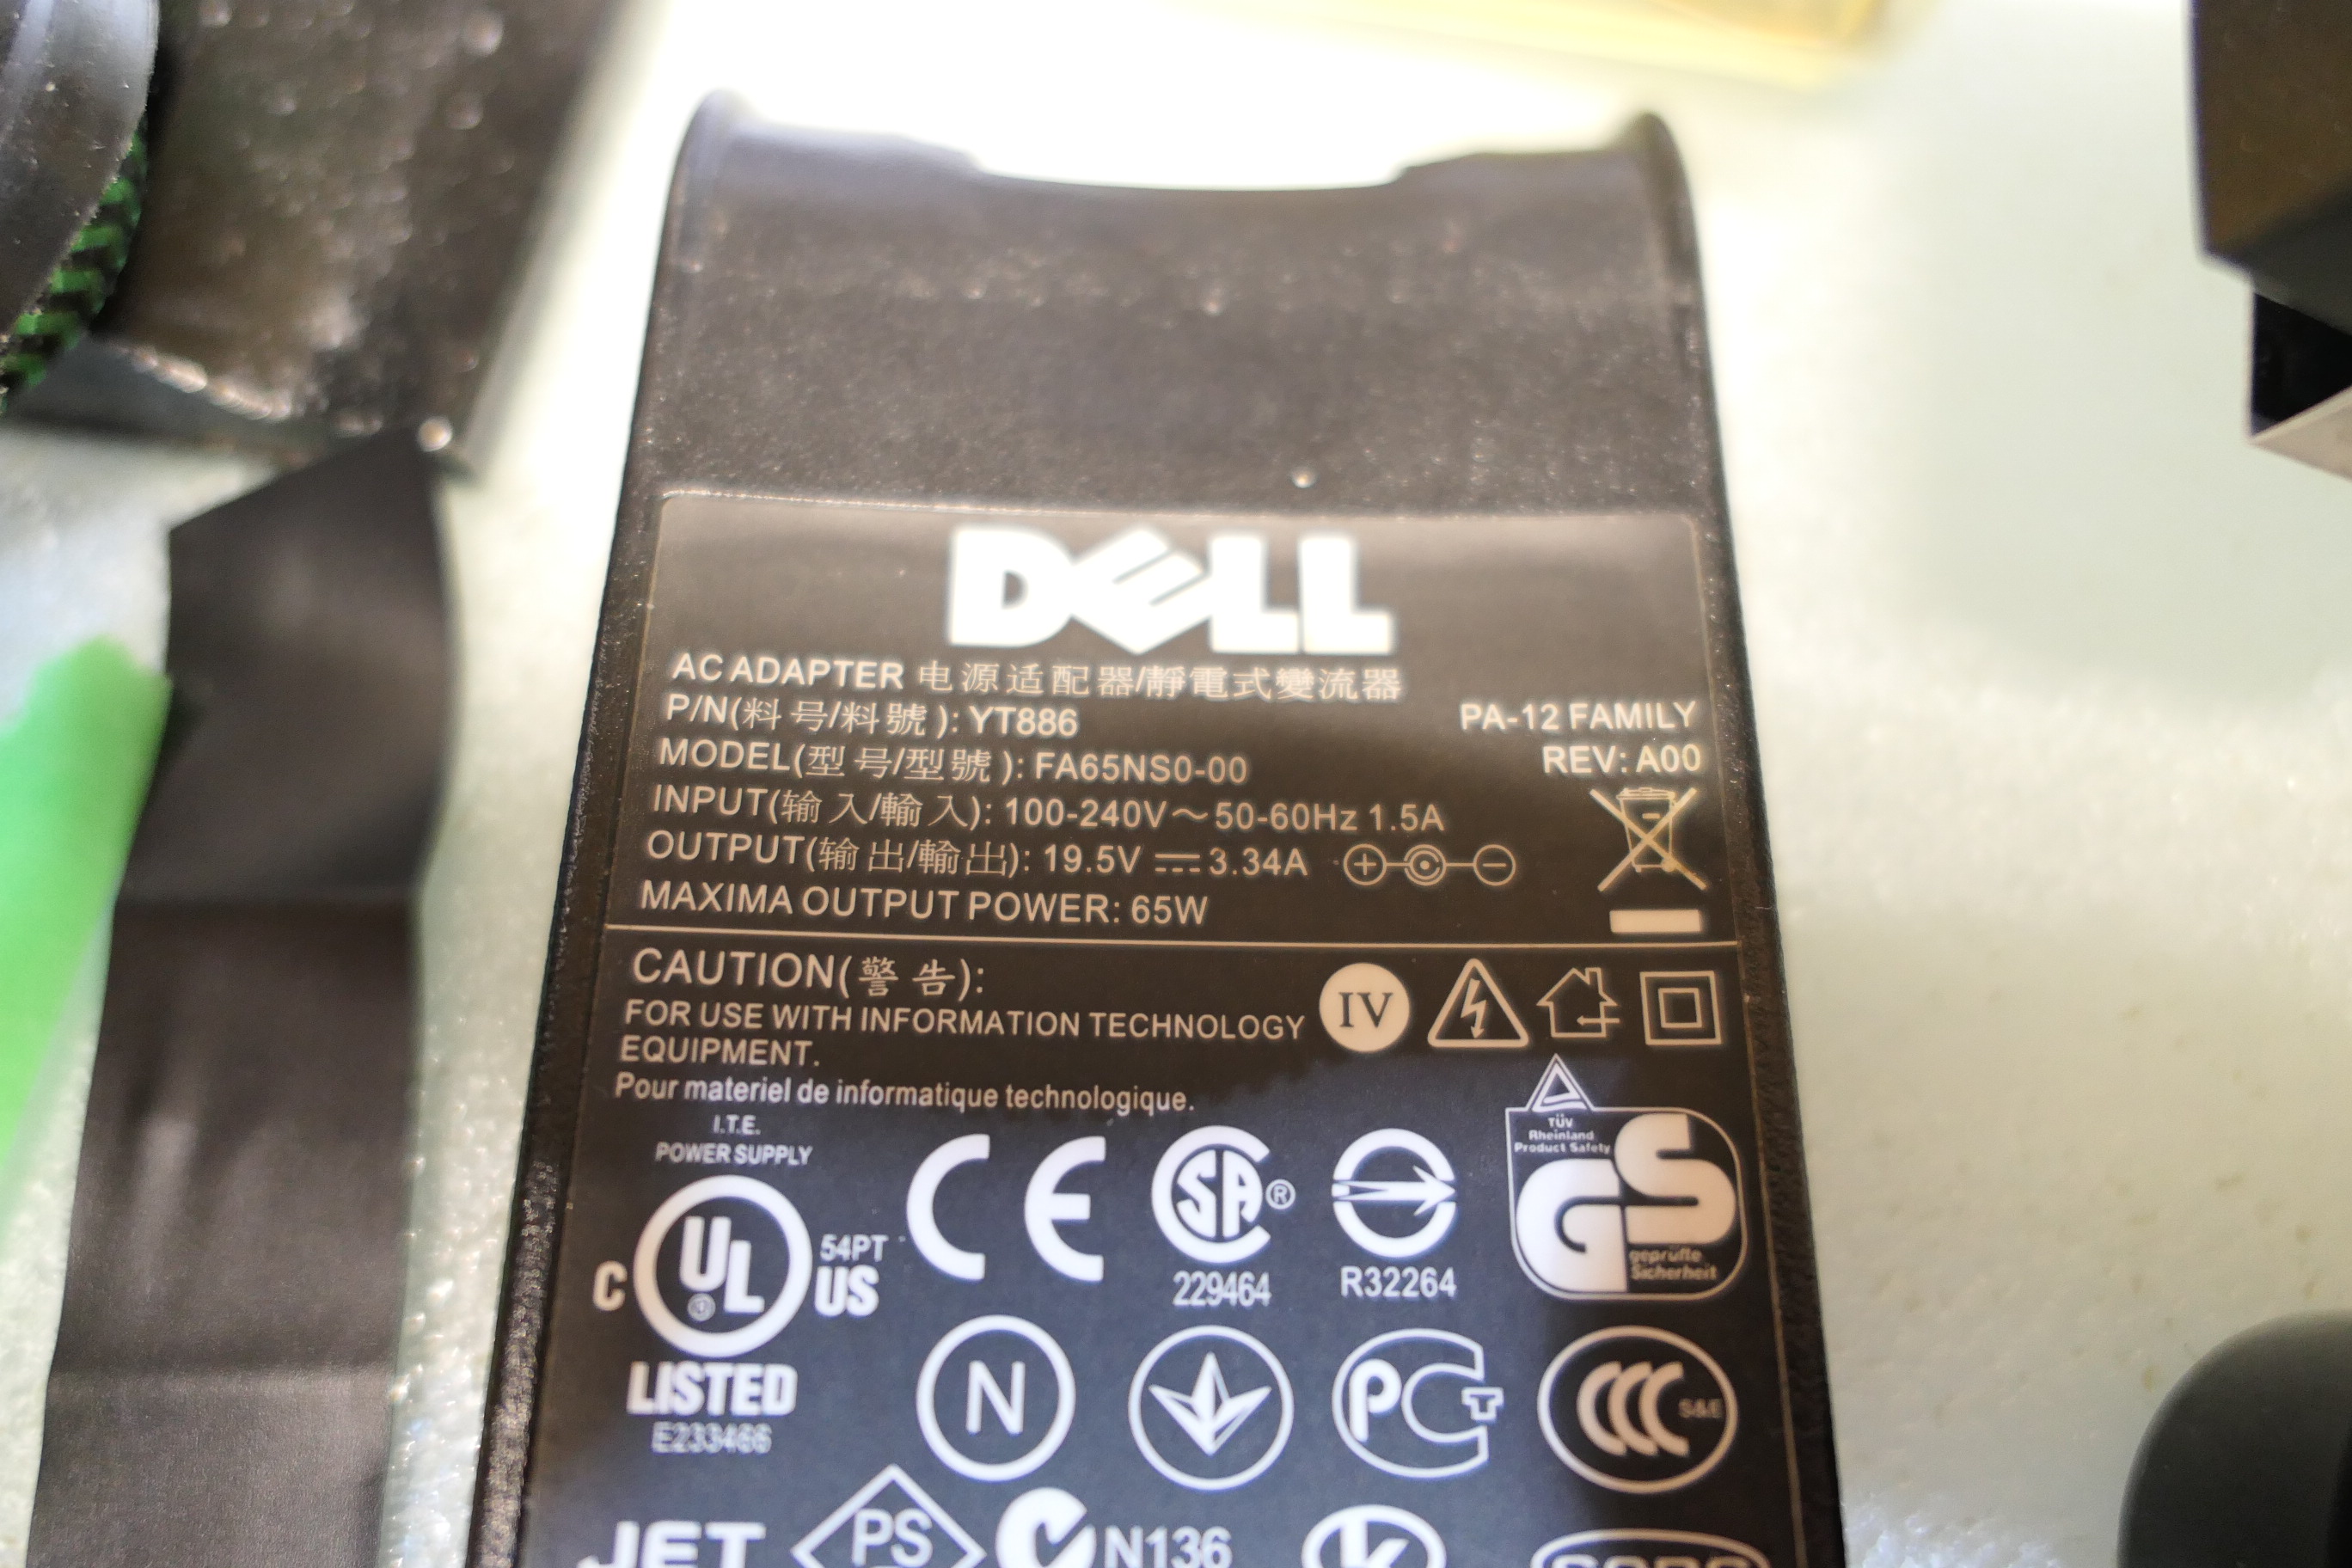 DELL
AC ADAPTER 电源适配器/靜電式變流器
P/N(料号/料號): YT886
PA-12 FAMILY
MODEL(型号/型號): FA65NS0-00
REV: A00
INPUT(输入/輸入): 100-240V～50-60Hz 1.5A
OUTPUT(输出/輸出): 19.5V ⎓ 3.34A
MAXIMA OUTPUT POWER: 65W
CAUTION(警告):
IV
FOR USE WITH INFORMATION TECHNOLOGY
EQUIPMENT.
Pour materiel de informatique technologique.
I.T.E.
POWER SUPPLY
C UL ® US
54PT
LISTED
E233466
CE
SA ®
229464
R32264
TÜV
Rheinland
Product Safety
GS
geprüfte
Sicherheit
N
PCT
CCC S&E
JET
PS
N136
K